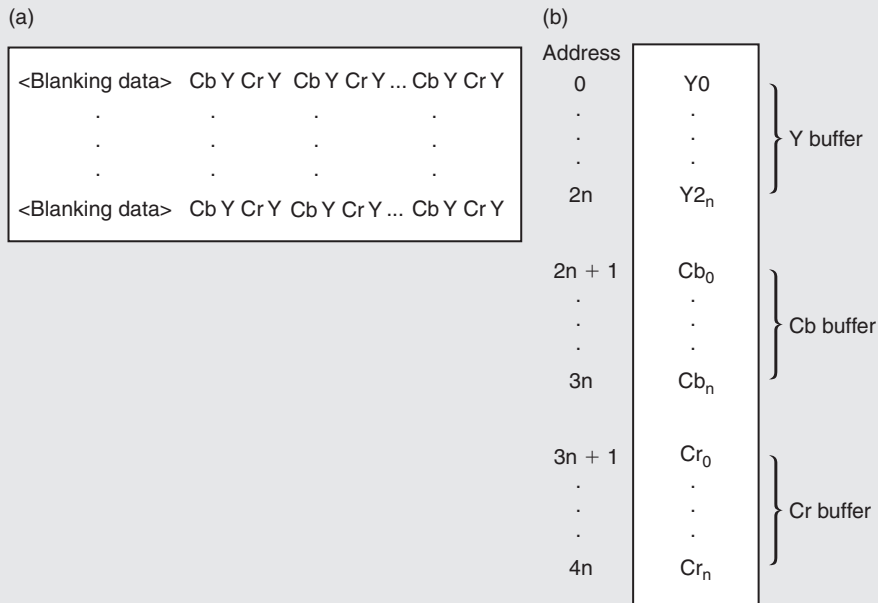 (a)
<Blanking data> Cb Y Cr Y Cb Y Cr Y ... Cb Y Cr Y
. . . .
. . . .
. . . .
<Blanking data> Cb Y Cr Y Cb Y Cr Y ... Cb Y Cr Y
(b)
Address
0 Y0
. .
. . Y buffer
. .
2n Y2n
2n + 1 Cb0
. .
. . Cb buffer
. .
3n Cbn
3n + 1 Cr0
. .
. . Cr buffer
. .
4n Crn